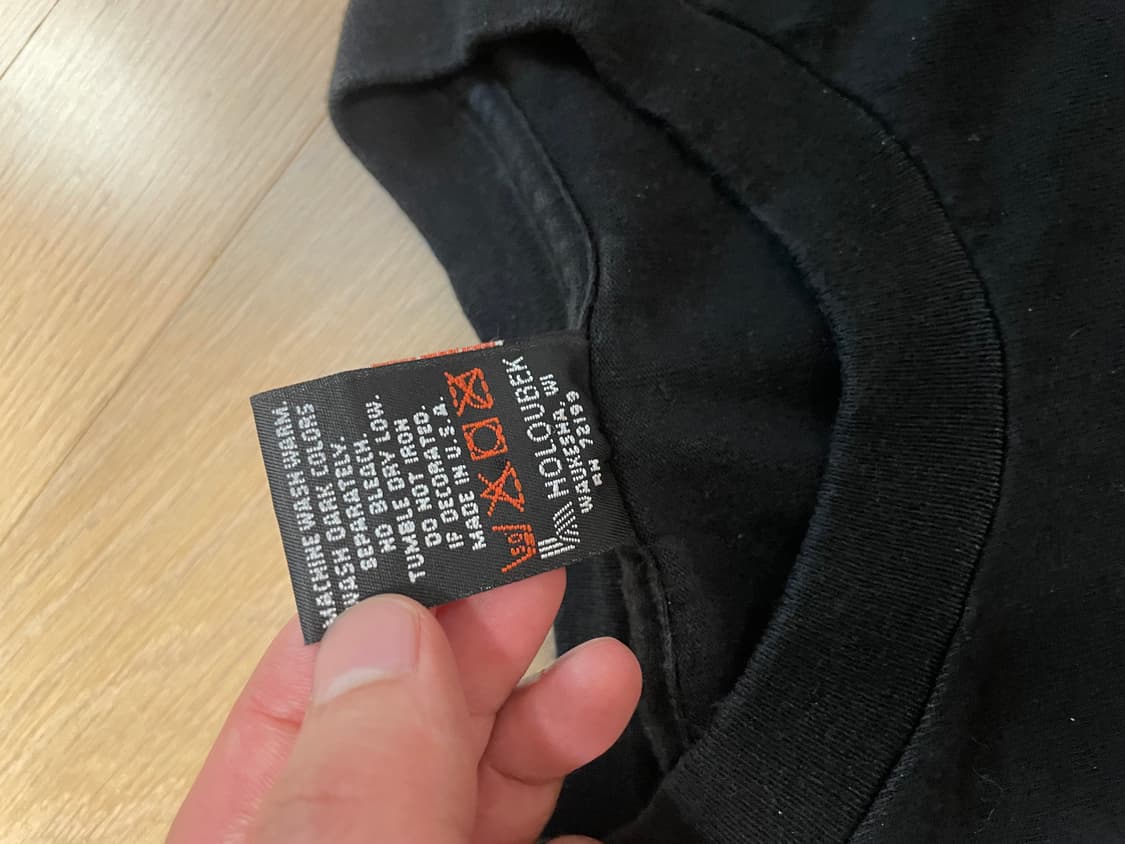 MACHINE WASH WARM.
WASH DARK COLORS
SEPARATELY.
NO BLEACH.
TUMBLE DRY LOW.
DO NOT IRON
IF DECORATED.
MADE IN U.S.A.
HOLOUBEK
WAUKESHA, WI
RN 72199